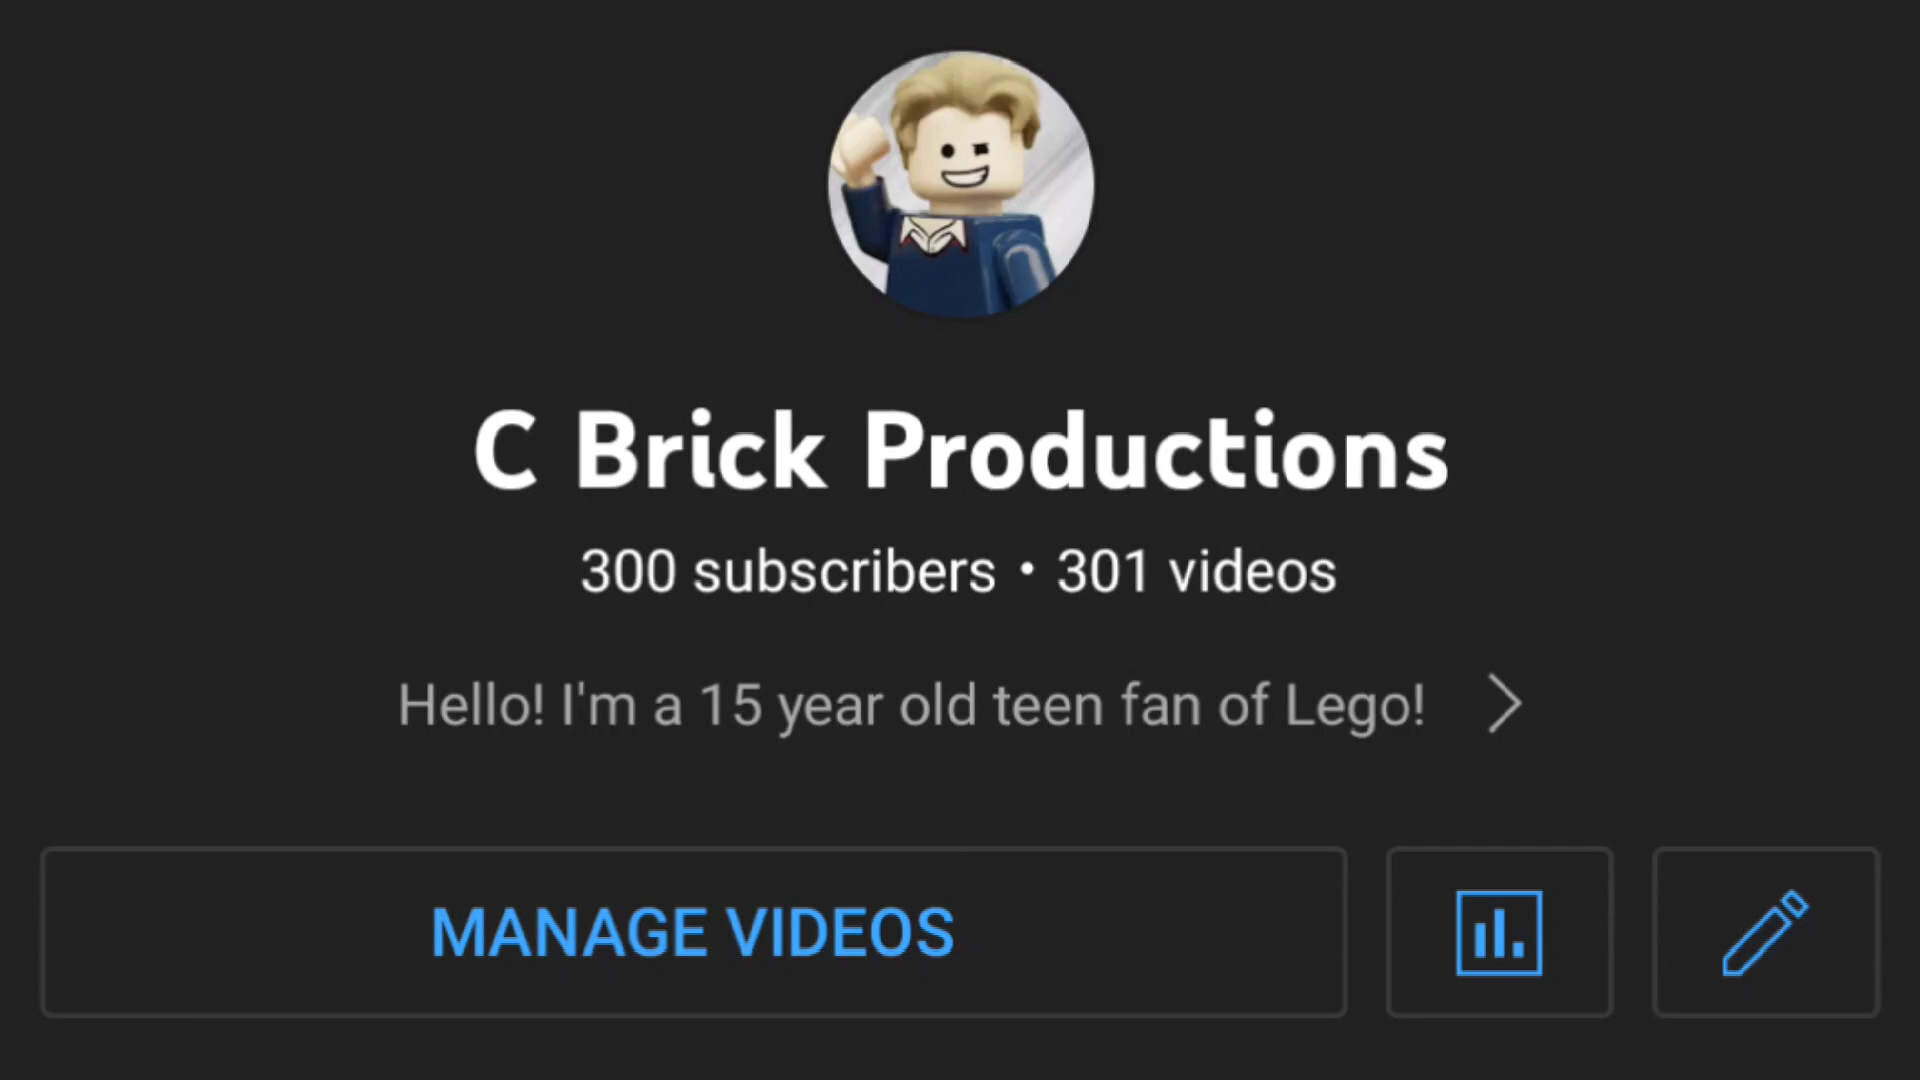 C Brick Productions
300 subscribers • 301 videos
Hello! I'm a 15 year old teen fan of Lego!
MANAGE VIDEOS